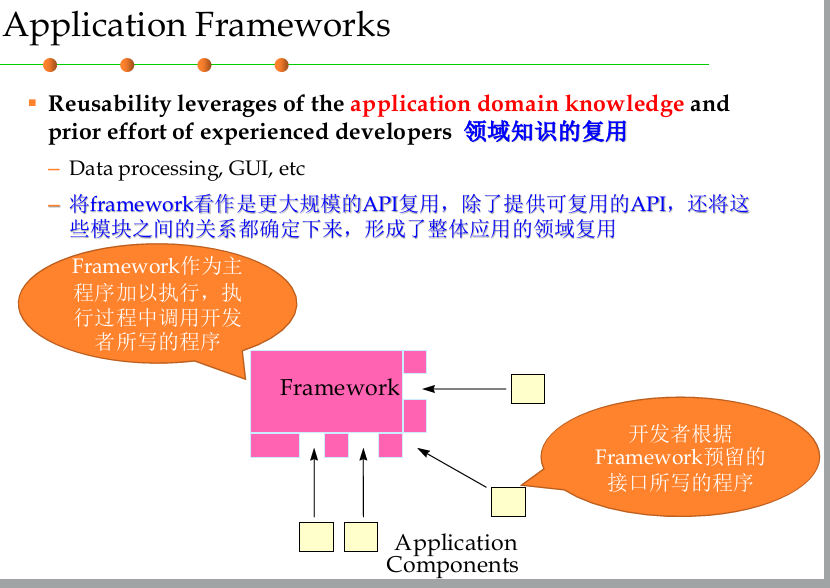 Application Frameworks
Reusability leverages of the application domain knowledge and
prior effort of experienced developers 领域知识的复用
– Data processing, GUI, etc
– 将framework看作是更大规模的API复用，除了提供可复用的API，还将这
些模块之间的关系都确定下来，形成了整体应用的领域复用
Framework作为主
程序加以执行，执
行过程中调用开发
者所写的程序
Framework
开发者根据
Framework预留的
接口所写的程序
Application
Components